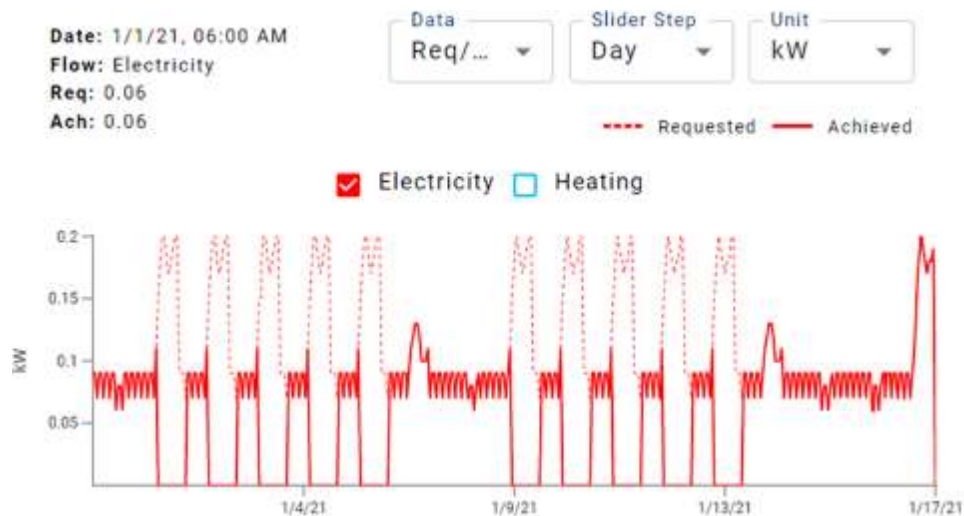 Date: 1/1/21, 06:00 AM
Flow: Electricity
Req: 0.06
Ach: 0.06
Data
Req/...
Slider Step
Day
Unit
kW
Requested
Achieved
Electricity
Heating
0.2
0.15
0.1
0.05
kW
1/4/21
1/9/21
1/13/21
1/17/21